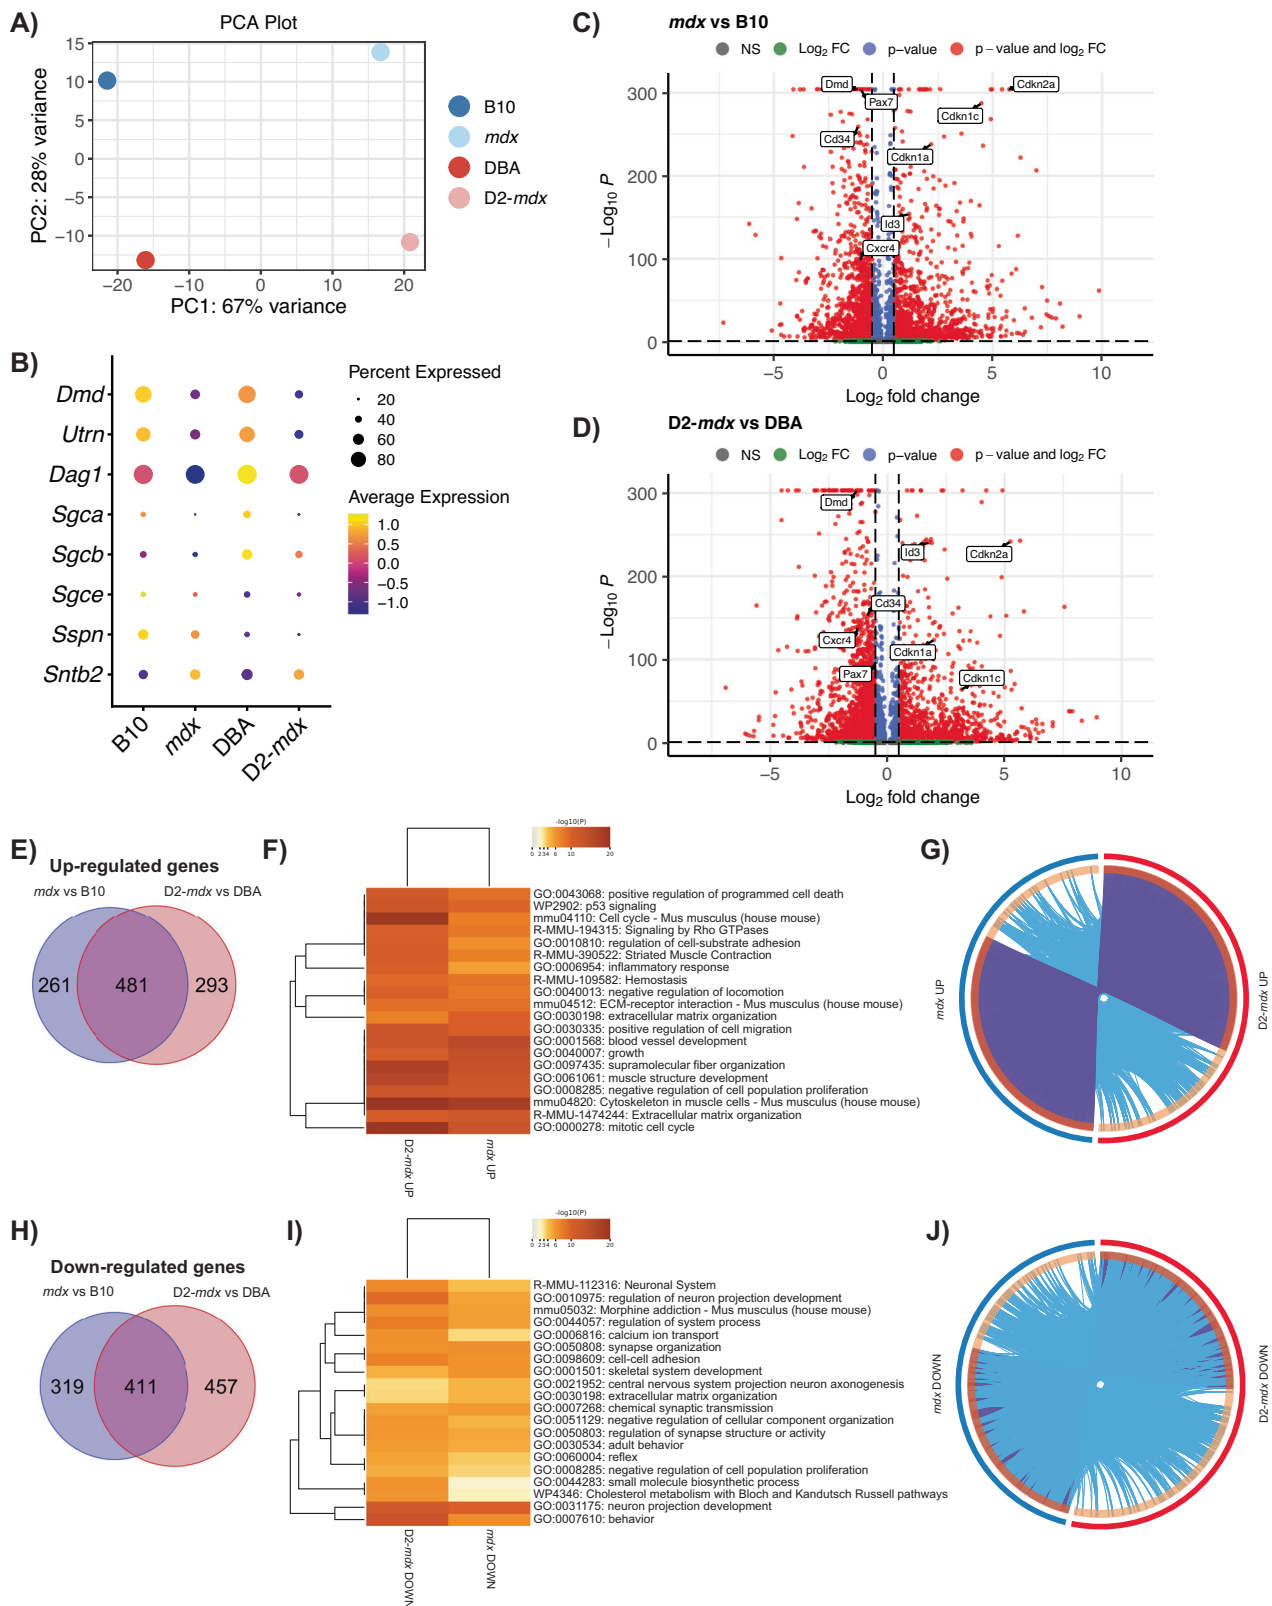 A)
PCA Plot
15
10
5
0
−5
−10
−20
−10
0
10
20
PC2: 28% variance
PC1: 67% variance
B10
mdx
DBA
D2-mdx
B)
Dmd
Utrn
Dag1
Sgca
Sgcb
Sgce
Sspn
Sntb2
B10
mdx
DBA
D2-mdx
Percent Expressed
20
40
60
80
Average Expression
1.0
0.5
0.0
−0.5
−1.0
C)
mdx vs B10
NS
Log2 FC
p−value
p − value and log2 FC
Dmd
Cdkn2a
Pax7
Cdkn1c
Cd34
Cdkn1a
Id3
Cxcr4
300
200
100
0
−Log10 P
−5
0
5
10
Log2 fold change
D)
D2-mdx vs DBA
NS
Log2 FC
p−value
p − value and log2 FC
Dmd
Id3
Cdkn2a
Cd34
Cxcr4
Cdkn1a
Pax7
Cdkn1c
300
200
100
0
−Log10 P
−5
0
5
10
Log2 fold change
E)
Up-regulated genes
mdx vs B10
D2-mdx vs DBA
261
481
293
F)
-log10(P)
0 2 3 4 6 10 20
GO:0043068: positive regulation of programmed cell death
WP2902: p53 signaling
mmu04110: Cell cycle - Mus musculus (house mouse)
R-MMU-194315: Signaling by Rho GTPases
GO:0010810: regulation of cell-substrate adhesion
R-MMU-390522: Striated Muscle Contraction
GO:0006954: inflammatory response
R-MMU-109582: Hemostasis
GO:0040013: negative regulation of locomotion
mmu04512: ECM-receptor interaction - Mus musculus (house mouse)
GO:0030198: extracellular matrix organization
GO:0030335: positive regulation of cell migration
GO:0001568: blood vessel development
GO:0040007: growth
GO:0097435: supramolecular fiber organization
GO:0061061: muscle structure development
GO:0008285: negative regulation of cell population proliferation
mmu04820: Cytoskeleton in muscle cells - Mus musculus (house mouse)
R-MMU-1474244: Extracellular matrix organization
GO:0000278: mitotic cell cycle
D2-mdx UP
mdx UP
G)
mdx UP
D2-mdx UP
H)
Down-regulated genes
mdx vs B10
D2-mdx vs DBA
319
411
457
I)
-log10(P)
0 2 3 4 6 10 20
R-MMU-112316: Neuronal System
GO:0010975: regulation of neuron projection development
mmu05032: Morphine addiction - Mus musculus (house mouse)
GO:0044057: regulation of system process
GO:0006816: calcium ion transport
GO:0050808: synapse organization
GO:0098609: cell-cell adhesion
GO:0001501: skeletal system development
GO:0021952: central nervous system projection neuron axonogenesis
GO:0030198: extracellular matrix organization
GO:0007268: chemical synaptic transmission
GO:0051129: negative regulation of cellular component organization
GO:0050803: regulation of synapse structure or activity
GO:0030534: adult behavior
GO:0060004: reflex
GO:0008285: negative regulation of cell population proliferation
GO:0044283: small molecule biosynthetic process
WP4346: Cholesterol metabolism with Bloch and Kandutsch Russell pathways
GO:0031175: neuron projection development
GO:0007610: behavior
D2-mdx DOWN
mdx DOWN
J)
mdx DOWN
D2-mdx DOWN